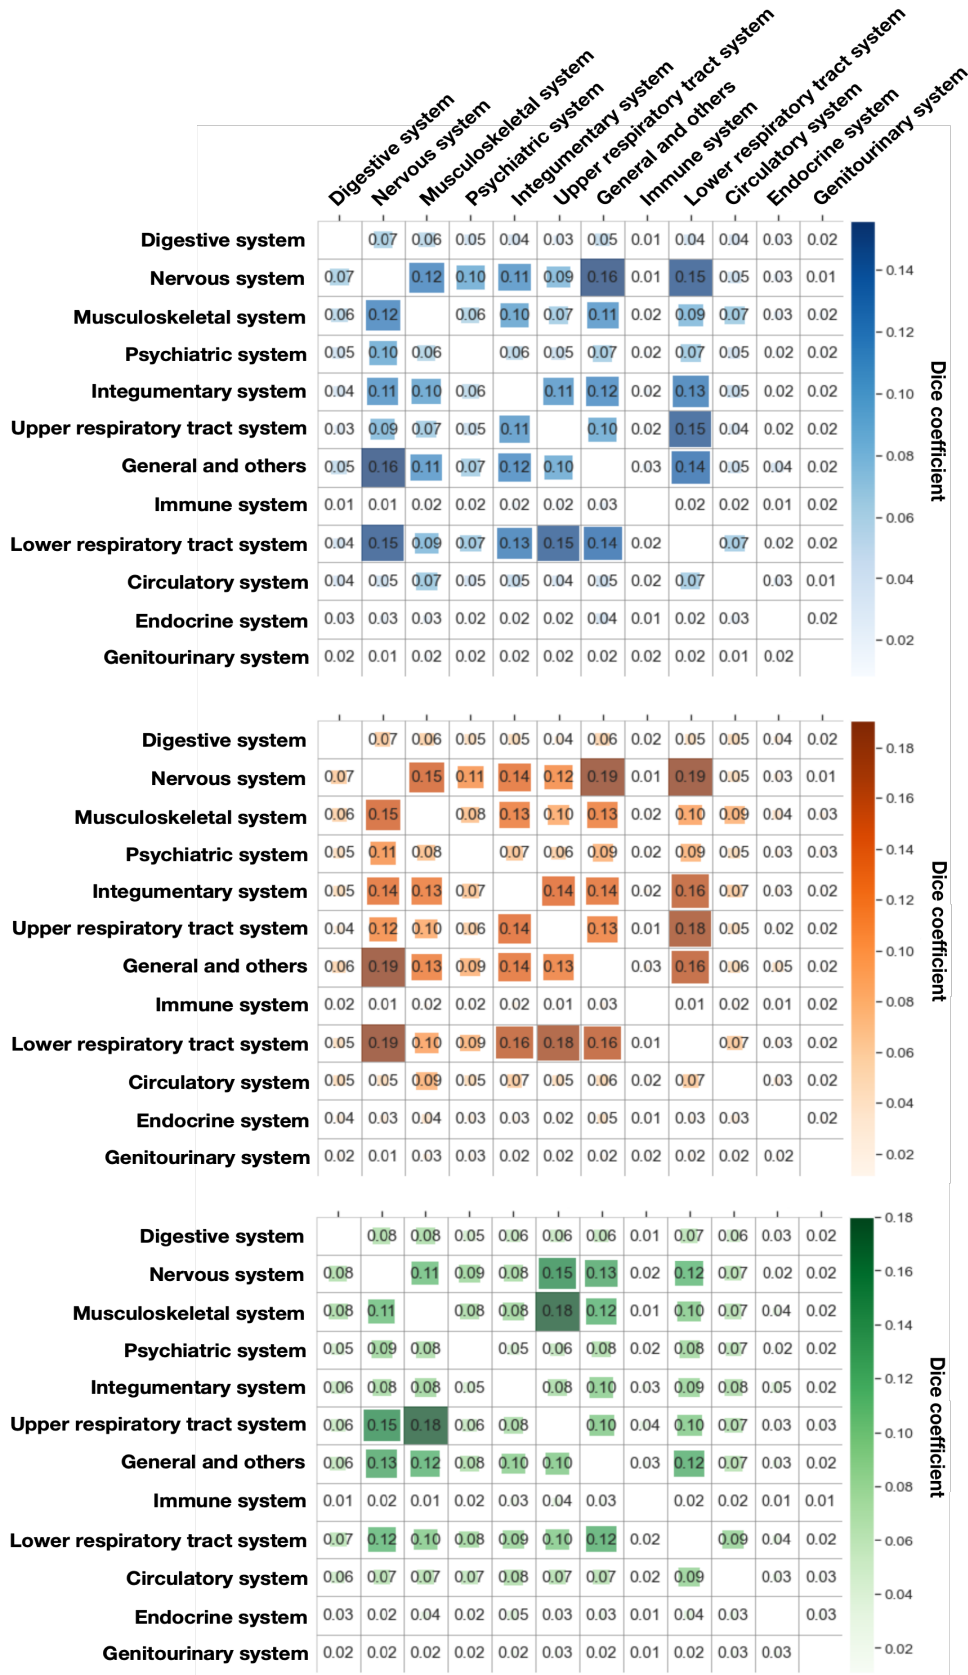 Digestive system
Nervous system
Musculoskeletal system
Psychiatric system
Integumentary system
Upper respiratory tract system
General and others
Immune system
Lower respiratory tract system
Circulatory system
Endocrine system
Genitourinary system
Digestive system 0.07 0.06 0.05 0.04 0.03 0.05 0.01 0.04 0.04 0.03 0.02
Nervous system 0.07 0.12 0.10 0.11 0.09 0.16 0.01 0.15 0.05 0.03 0.01
Musculoskeletal system 0.06 0.12 0.06 0.10 0.07 0.11 0.02 0.09 0.07 0.03 0.02
Psychiatric system 0.05 0.10 0.06 0.06 0.05 0.07 0.02 0.07 0.05 0.02 0.02
Integumentary system 0.04 0.11 0.10 0.06 0.11 0.12 0.02 0.13 0.05 0.02 0.02
Upper respiratory tract system 0.03 0.09 0.07 0.05 0.11 0.10 0.02 0.15 0.04 0.02 0.02
General and others 0.05 0.16 0.11 0.07 0.12 0.10 0.03 0.14 0.05 0.04 0.02
Immune system 0.01 0.01 0.02 0.02 0.02 0.02 0.03 0.02 0.02 0.01 0.02
Lower respiratory tract system 0.04 0.15 0.09 0.07 0.13 0.15 0.14 0.02 0.07 0.02 0.02
Circulatory system 0.04 0.05 0.07 0.05 0.05 0.04 0.05 0.02 0.07 0.03 0.01
Endocrine system 0.03 0.03 0.03 0.02 0.02 0.02 0.04 0.01 0.02 0.03 0.02
Genitourinary system 0.02 0.01 0.02 0.02 0.02 0.02 0.02 0.02 0.02 0.01 0.02
0.14
0.12
0.10
0.08
0.06
0.04
0.02
Dice coefficient
Digestive system 0.07 0.06 0.05 0.05 0.04 0.06 0.02 0.05 0.05 0.04 0.02
Nervous system 0.07 0.15 0.11 0.14 0.12 0.19 0.01 0.19 0.05 0.03 0.01
Musculoskeletal system 0.06 0.15 0.08 0.13 0.10 0.13 0.02 0.10 0.09 0.04 0.03
Psychiatric system 0.05 0.11 0.08 0.07 0.06 0.09 0.02 0.09 0.05 0.03 0.03
Integumentary system 0.05 0.14 0.13 0.07 0.14 0.14 0.02 0.16 0.07 0.03 0.02
Upper respiratory tract system 0.04 0.12 0.10 0.06 0.14 0.13 0.01 0.18 0.05 0.02 0.02
General and others 0.06 0.19 0.13 0.09 0.14 0.13 0.03 0.16 0.06 0.05 0.02
Immune system 0.02 0.01 0.02 0.02 0.02 0.01 0.03 0.01 0.02 0.01 0.02
Lower respiratory tract system 0.05 0.19 0.10 0.09 0.16 0.18 0.16 0.01 0.07 0.03 0.02
Circulatory system 0.05 0.05 0.09 0.05 0.07 0.05 0.06 0.02 0.07 0.03 0.02
Endocrine system 0.04 0.03 0.04 0.03 0.03 0.02 0.05 0.01 0.03 0.03 0.02
Genitourinary system 0.02 0.01 0.03 0.03 0.02 0.02 0.02 0.02 0.02 0.02 0.02
0.18
0.16
0.14
0.12
0.10
0.08
0.06
0.04
0.02
Dice coefficient
Digestive system 0.08 0.08 0.05 0.06 0.06 0.06 0.01 0.07 0.06 0.03 0.02
Nervous system 0.08 0.11 0.09 0.08 0.15 0.13 0.02 0.12 0.07 0.02 0.02
Musculoskeletal system 0.08 0.11 0.08 0.08 0.18 0.12 0.01 0.10 0.07 0.04 0.02
Psychiatric system 0.05 0.09 0.08 0.05 0.06 0.08 0.02 0.08 0.07 0.02 0.02
Integumentary system 0.06 0.08 0.08 0.05 0.08 0.10 0.03 0.09 0.08 0.05 0.02
Upper respiratory tract system 0.06 0.15 0.18 0.06 0.08 0.10 0.04 0.10 0.07 0.03 0.03
General and others 0.06 0.13 0.12 0.08 0.10 0.10 0.03 0.12 0.07 0.03 0.02
Immune system 0.01 0.02 0.01 0.02 0.03 0.04 0.03 0.02 0.02 0.01 0.01
Lower respiratory tract system 0.07 0.12 0.10 0.08 0.09 0.10 0.12 0.02 0.09 0.04 0.02
Circulatory system 0.06 0.07 0.07 0.07 0.08 0.07 0.07 0.02 0.09 0.03 0.03
Endocrine system 0.03 0.02 0.04 0.02 0.05 0.03 0.03 0.01 0.04 0.03 0.03
Genitourinary system 0.02 0.02 0.02 0.02 0.02 0.03 0.02 0.01 0.02 0.03 0.03
0.18
0.16
0.14
0.12
0.10
0.08
0.06
0.04
0.02
Dice coefficient